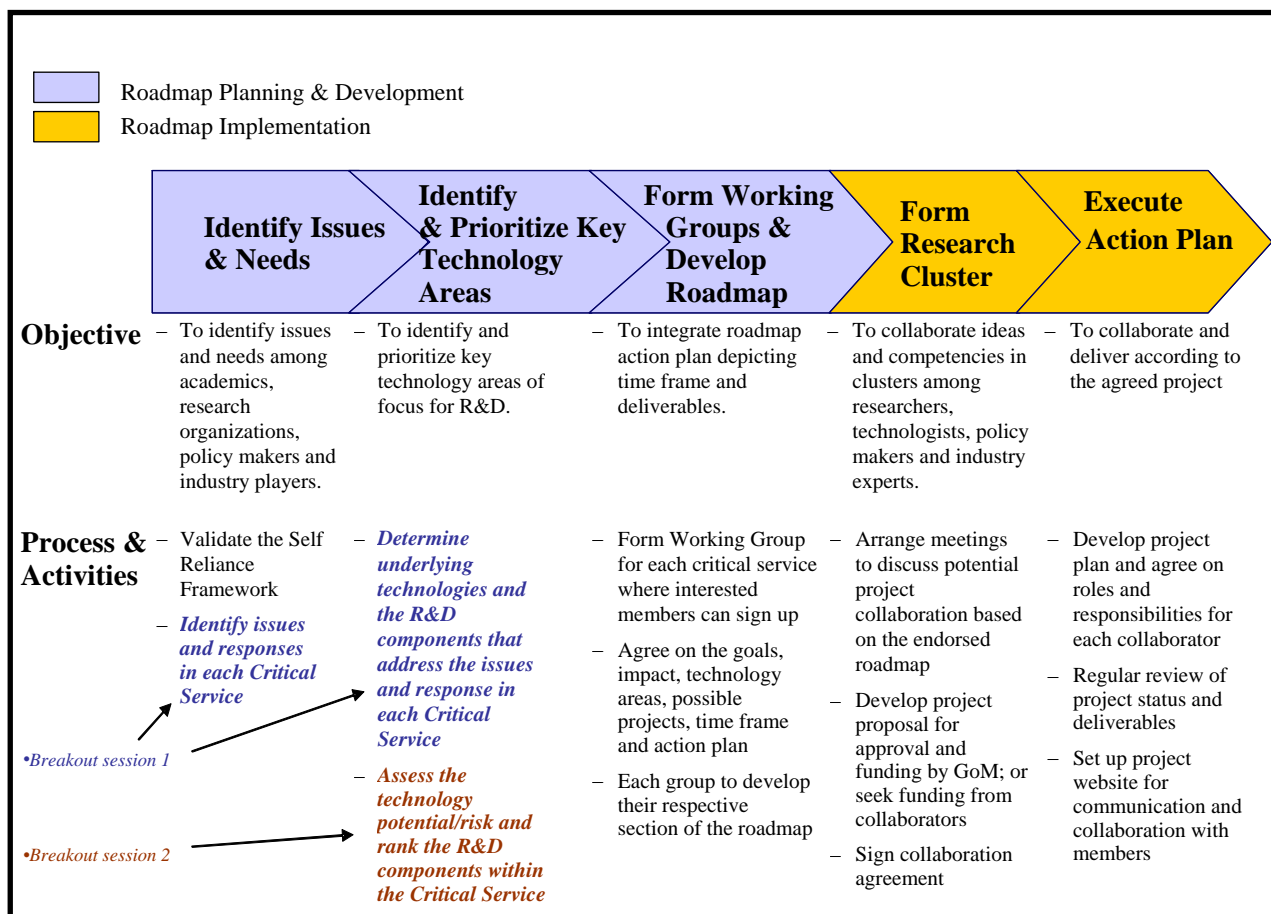 Roadmap Planning & Development
Roadmap Implementation
Identify Issues
& Needs
Identify
& Prioritize Key
Technology
Areas
Form Working
Groups &
Develop
Roadmap
Form
Research
Cluster
Execute
Action Plan
Objective
– To identify issues
and needs among
academics,
research
organizations,
policy makers and
industry players.
– To identify and
prioritize key
technology areas of
focus for R&D.
– To integrate roadmap
action plan depicting
time frame and
deliverables.
– To collaborate ideas
and competencies in
clusters among
researchers,
technologists, policy
makers and industry
experts.
– To collaborate and
deliver according to
the agreed project
Process &
Activities
– Validate the Self
Reliance
Framework
– Identify issues
and responses
in each Critical
Service
•Breakout session 1
•Breakout session 2
– Determine
underlying
technologies and
the R&D
components that
address the issues
and response in
each Critical
Service
– Assess the
technology
potential/risk and
rank the R&D
components within
the Critical Service
– Form Working Group
for each critical service
where interested
members can sign up
– Agree on the goals,
impact, technology
areas, possible
projects, time frame
and action plan
– Each group to develop
their respective
section of the roadmap
– Arrange meetings
to discuss potential
project
collaboration based
on the endorsed
roadmap
– Develop project
proposal for
approval and
funding by GoM; or
seek funding from
collaborators
– Sign collaboration
agreement
– Develop project
plan and agree on
roles and
responsibilities for
each collaborator
– Regular review of
project status and
deliverables
– Set up project
website for
communication and
collaboration with
members